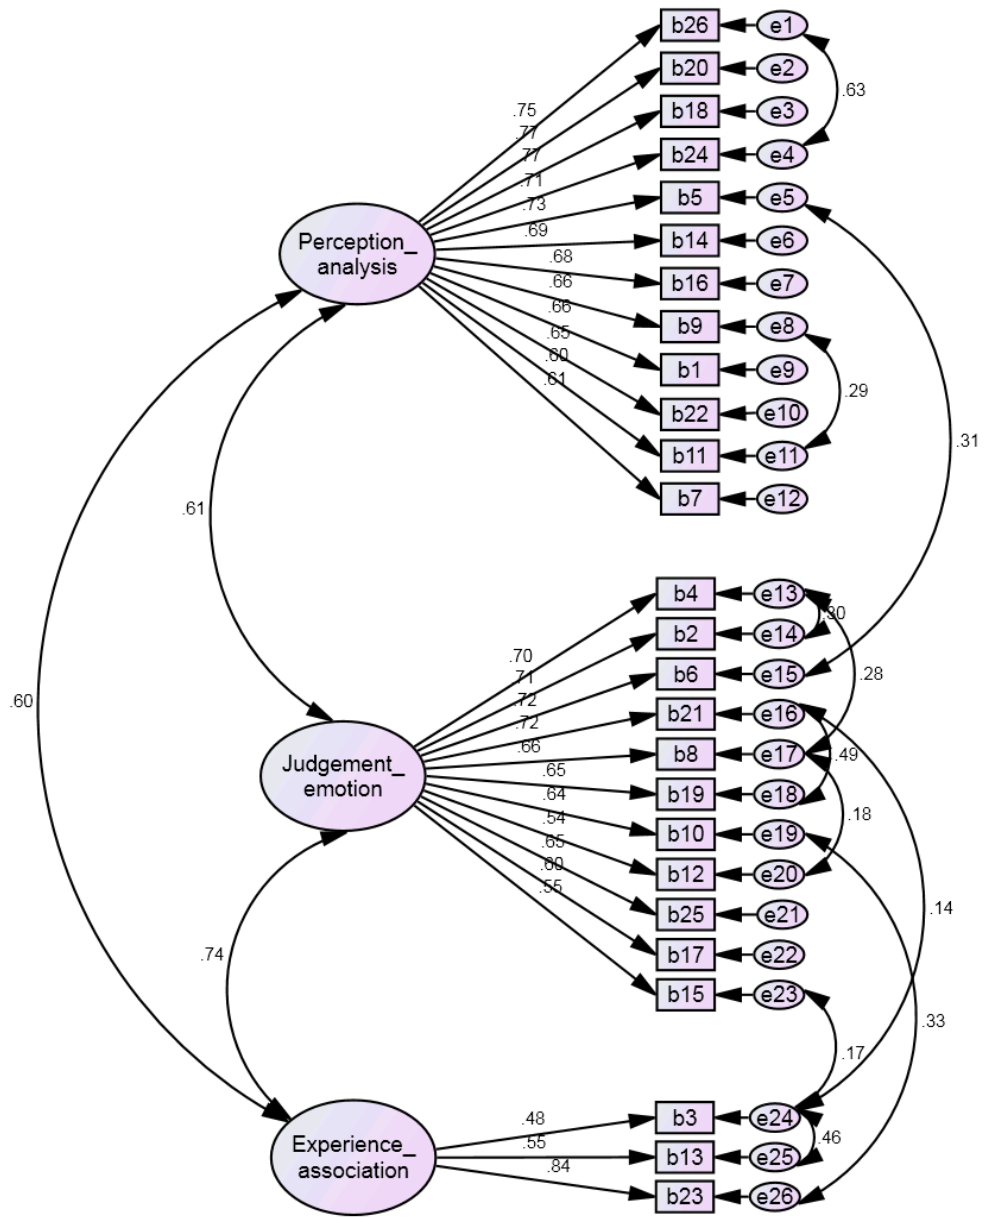 b26 e1
b20 e2
.63
b18 e3
.75
.77
b24 e4
.77
.71
b5 e5
.73
.69
b14 e6
Perception_
analysis
.68
b16 e7
.66
.66
b9 e8
.65
.60
b1 e9
.61
.29
b22 e10
.31
b11 e11
b7 e12
.61
b4 e13
.30
b2 e14
.70
.71
b6 e15
.28
.60
.72
b21 e16
.72
.66
b8 e17
.49
Judgement_
emotion
.65
b19 e18
.64
.18
.54
b10 e19
.65
.60
b12 e20
.55
b25 e21
.14
.74
b17 e22
b15 e23
.33
.17
b3 e24
.48
.46
Experience_
association
.55
b13 e25
.84
b23 e26